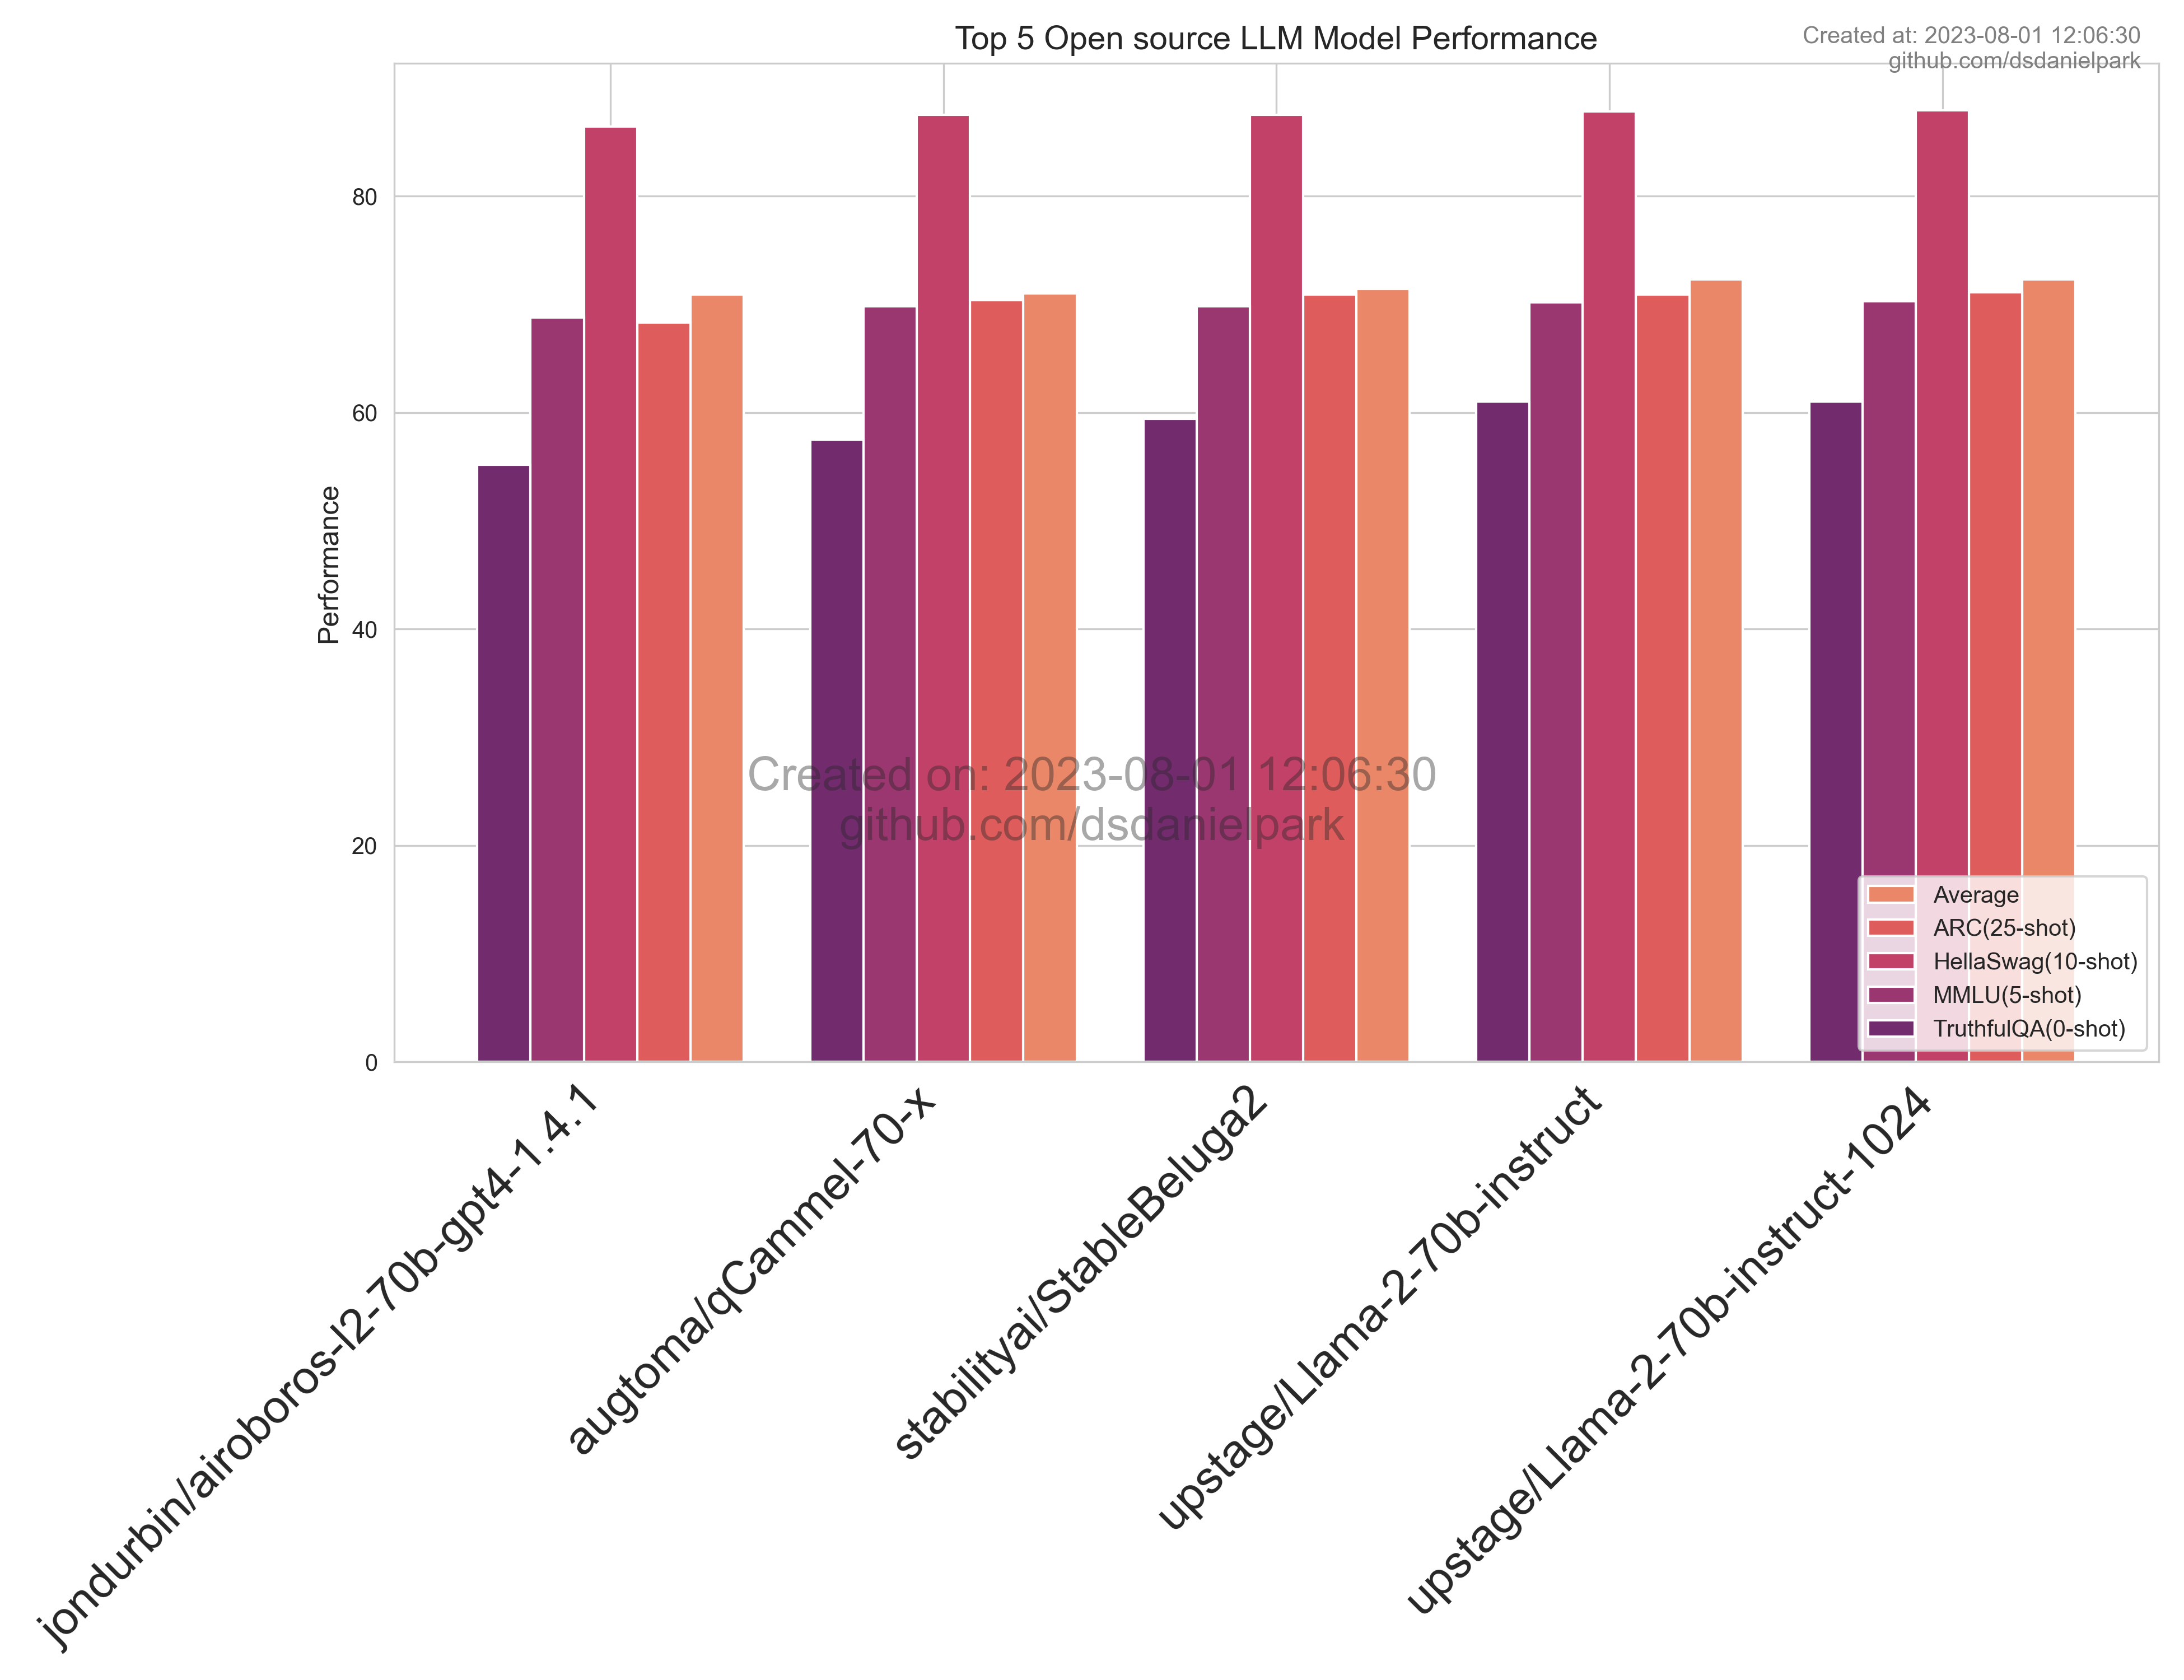 Top 5 Open source LLM Model Performance
Created at: 2023-08-01 12:06:30
github.com/dsdanielpark
80
60
40
20
0
Performance
Created on: 2023-08-01 12:06:30
github.com/dsdanielpark
Average
ARC(25-shot)
HellaSwag(10-shot)
MMLU(5-shot)
TruthfulQA(0-shot)
jondurbin/airoboros-l2-70b-gpt4-1.4.1
augtoma/qCammel-70-x
stabilityai/StableBeluga2
upstage/Llama-2-70b-instruct
upstage/Llama-2-70b-instruct-1024